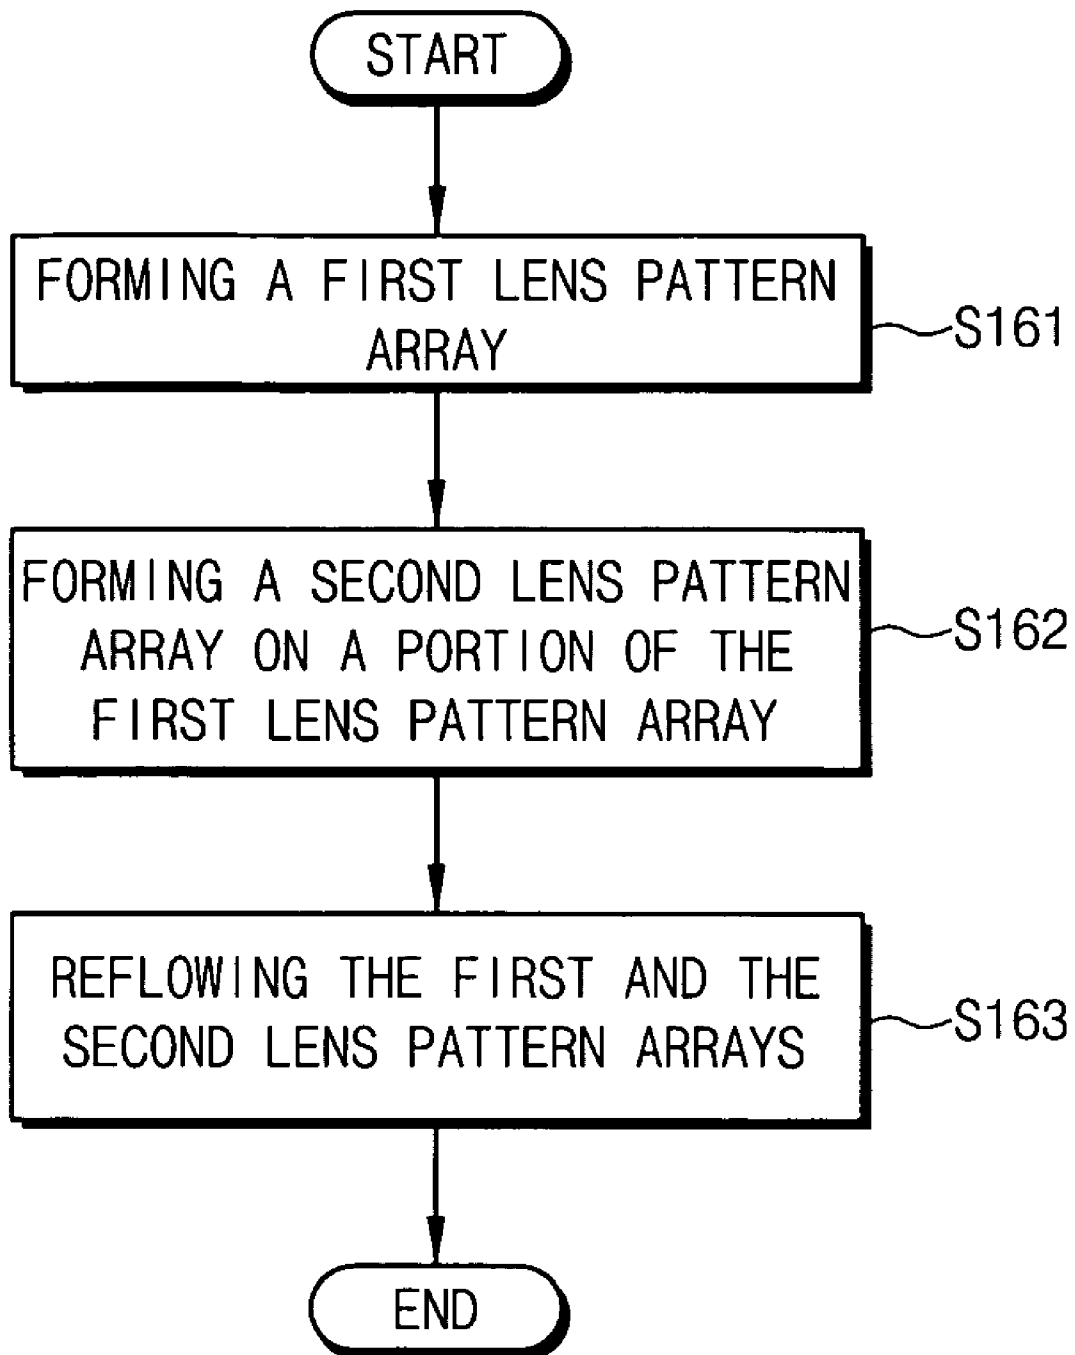 START
FORMING A FIRST LENS PATTERN
ARRAY
S161
FORMING A SECOND LENS PATTERN
ARRAY ON A PORTION OF THE
FIRST LENS PATTERN ARRAY
S162
REFLOWING THE FIRST AND THE
SECOND LENS PATTERN ARRAYS
S163
END